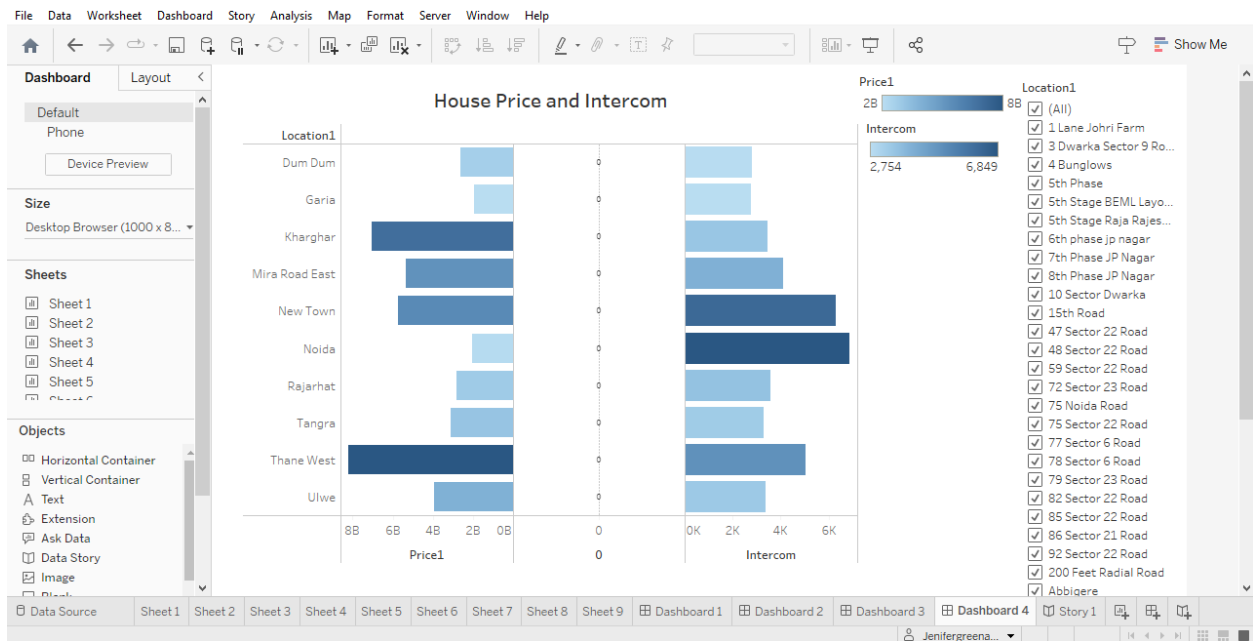 File Data Worksheet Dashboard Story Analysis Map Format Server Window Help
Show Me
Dashboard Layout
Default
Phone
Device Preview
Size
Desktop Browser (1000 x 8...
Sheets
Sheet 1
Sheet 2
Sheet 3
Sheet 4
Sheet 5
Objects
Horizontal Container
Vertical Container
Text
Extension
Ask Data
Data Story
Image
House Price and Intercom
Location1
Dum Dum 0
Garia 0
Kharghar 0
Mira Road East 0
New Town 0
Noida 0
Rajarhat 0
Tangra 0
Thane West 0
Ulwe 0
8B 6B 4B 2B 0B 0 0K 2K 4K 6K
Price1 0 Intercom
Price1
2B 8B
Intercom
2,754 6,849
Location1
(All)
1 Lane Johri Farm
3 Dwarka Sector 9 Ro...
4 Bunglows
5th Phase
5th Stage BEML Layo...
5th Stage Raja Rajes...
6th phase jp nagar
7th Phase JP Nagar
8th Phase JP Nagar
10 Sector Dwarka
15th Road
47 Sector 22 Road
48 Sector 22 Road
59 Sector 22 Road
72 Sector 23 Road
75 Noida Road
75 Sector 22 Road
77 Sector 6 Road
78 Sector 6 Road
79 Sector 23 Road
82 Sector 22 Road
85 Sector 22 Road
86 Sector 21 Road
92 Sector 22 Road
200 Feet Radial Road
Abbigere
Data Source Sheet 1 Sheet 2 Sheet 3 Sheet 4 Sheet 5 Sheet 6 Sheet 7 Sheet 8 Sheet 9 Dashboard 1 Dashboard 2 Dashboard 3 Dashboard 4 Story 1
Jenifergreena...